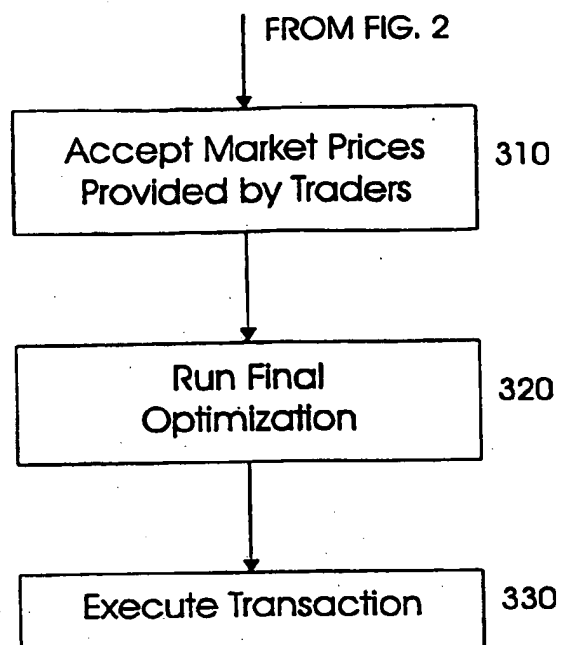 FROM FIG. 2
Accept Market Prices
Provided by Traders
310
Run Final
Optimization
320
Execute Transaction
330